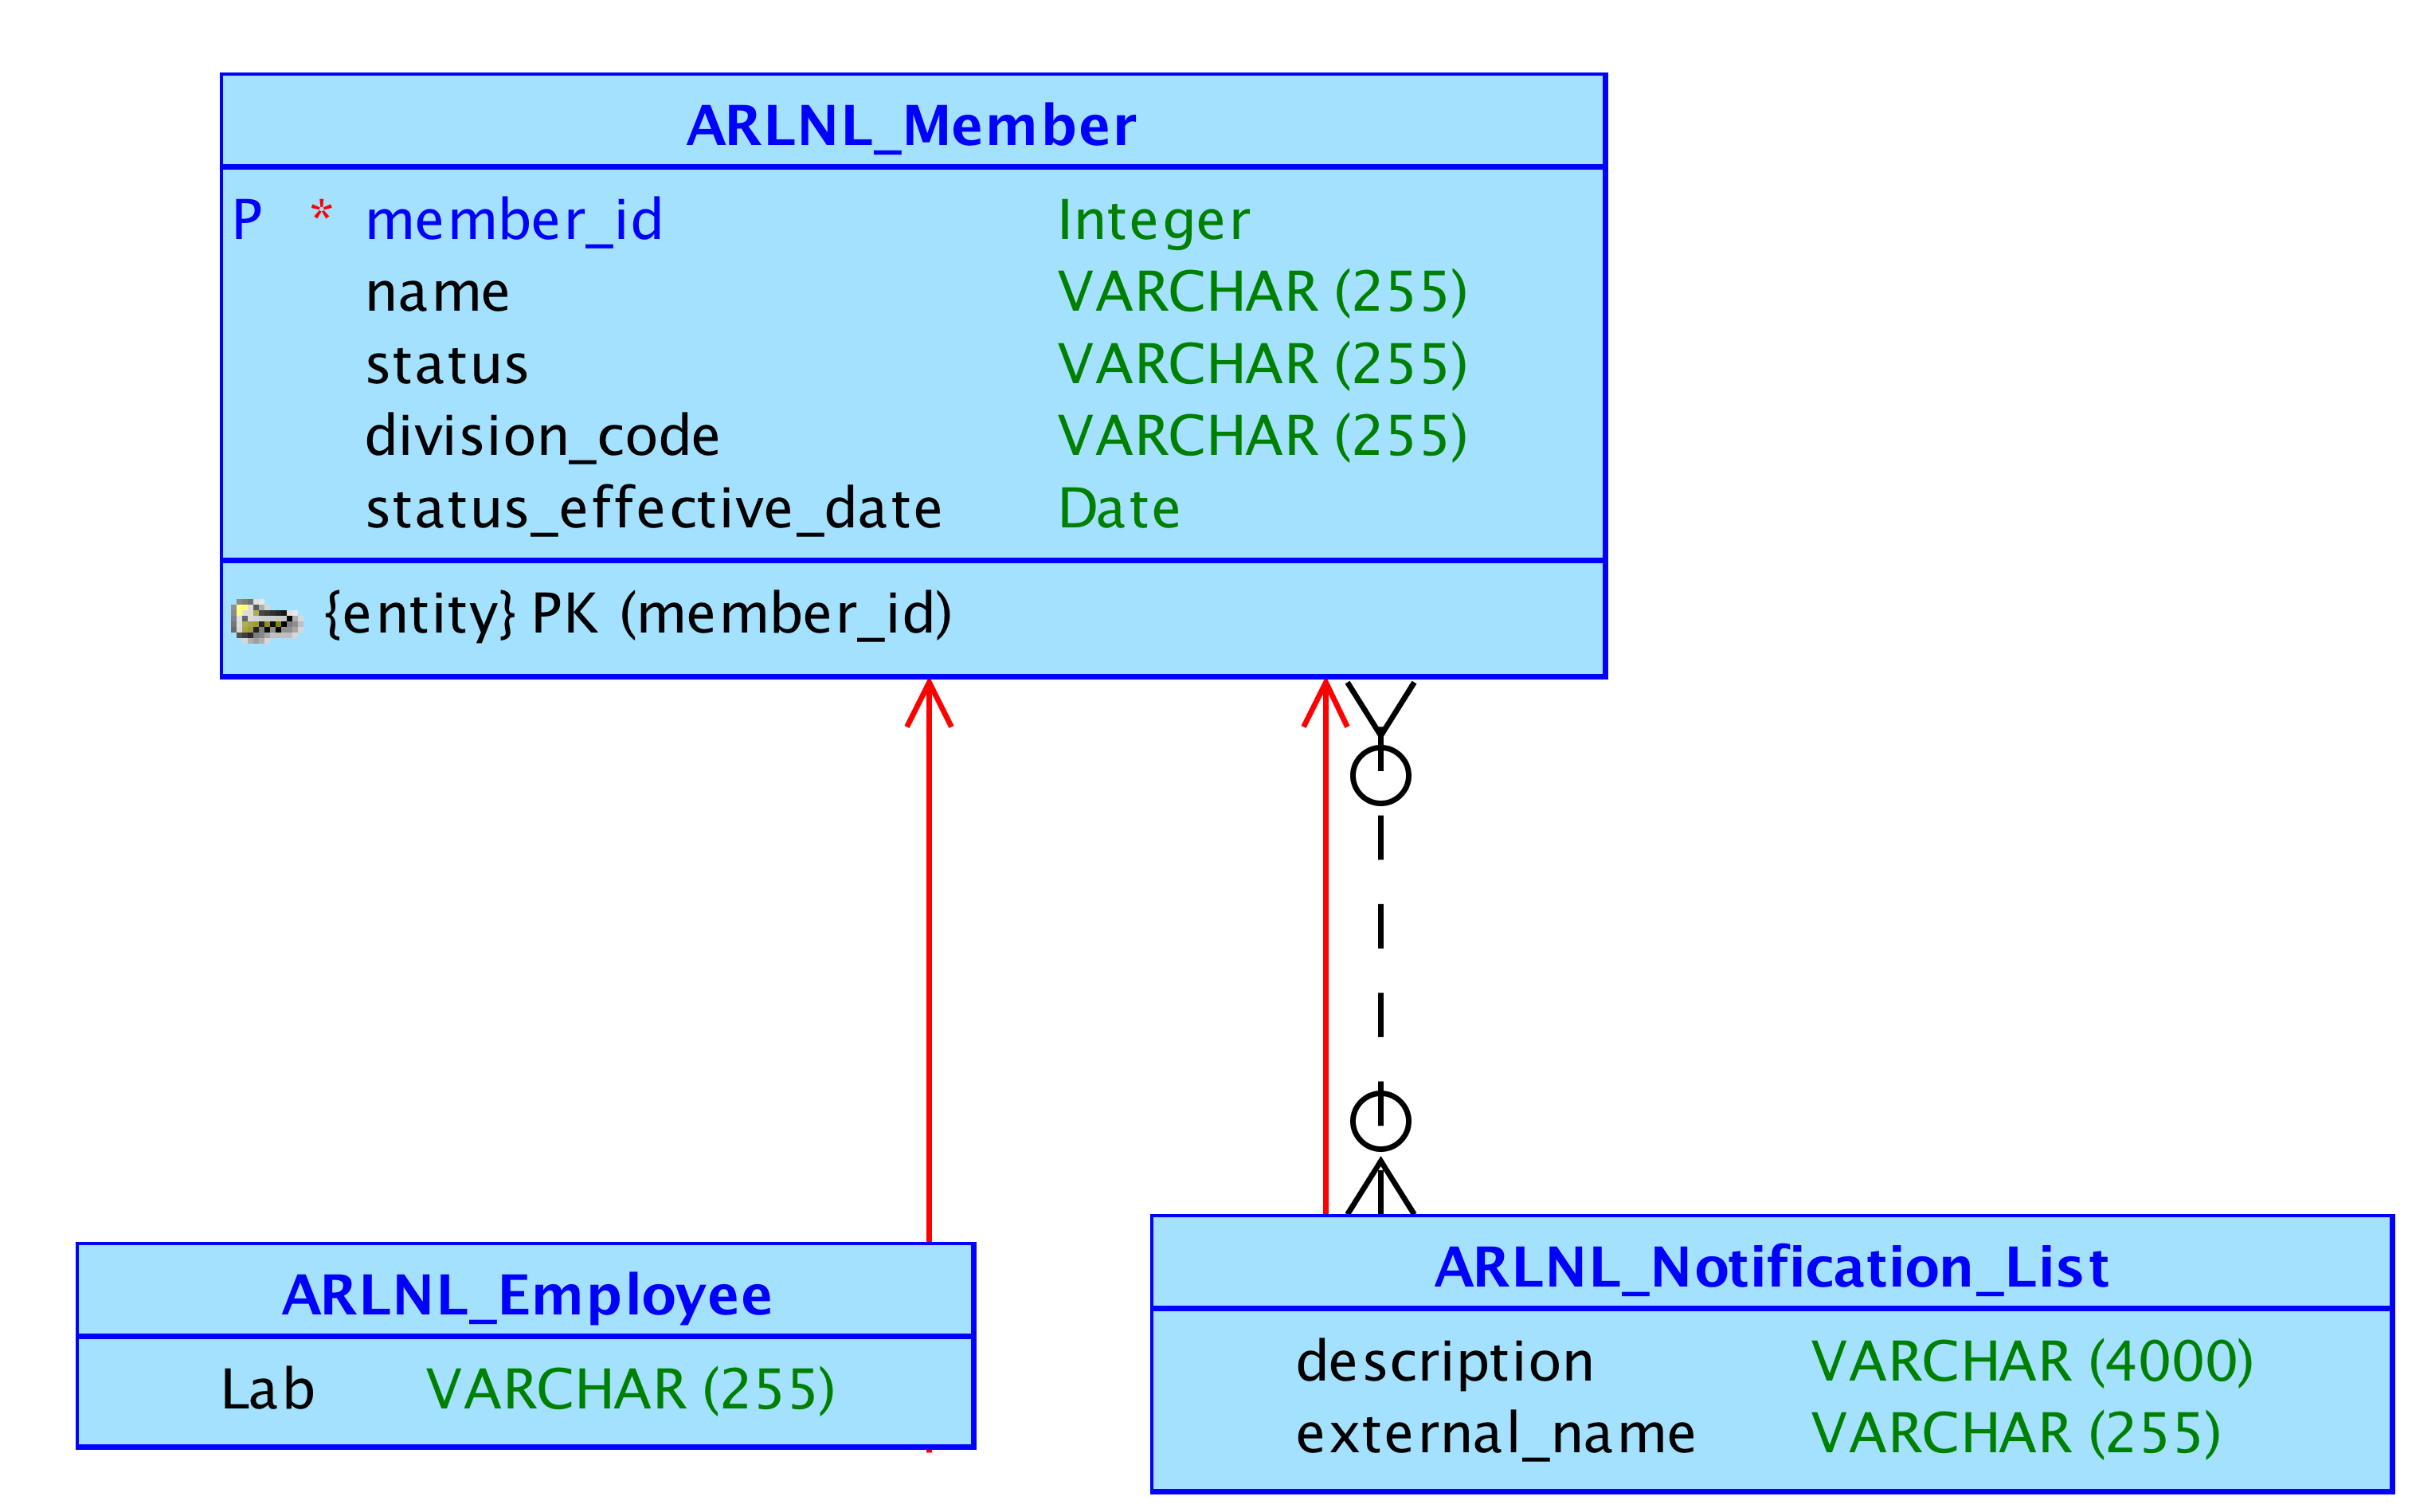 ARLNL_Member
P * member_id Integer
name VARCHAR (255)
status VARCHAR (255)
division_code VARCHAR (255)
status_effective_date Date
{entity} PK (member_id)
ARLNL_Employee
Lab VARCHAR (255)
ARLNL_Notification_List
description VARCHAR (4000)
external_name VARCHAR (255)